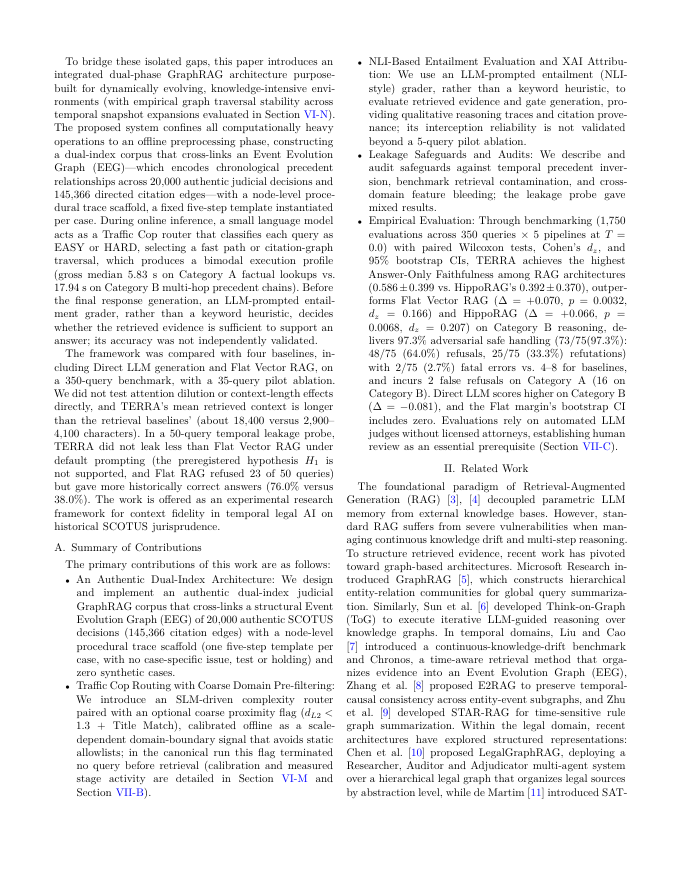 To bridge these isolated gaps, this paper introduces an
integrated dual-phase GraphRAG architecture purpose-
built for dynamically evolving, knowledge-intensive envi-
ronments (with empirical graph traversal stability across
temporal snapshot expansions evaluated in Section VI-N).
The proposed system confines all computationally heavy
operations to an offline preprocessing phase, constructing
a dual-index corpus that cross-links an Event Evolution
Graph (EEG)—which encodes chronological precedent
relationships across 20,000 authentic judicial decisions and
145,366 directed citation edges—with a node-level proce-
dural trace scaffold, a fixed five-step template instantiated
per case. During online inference, a small language model
acts as a Traffic Cop router that classifies each query as
EASY or HARD, selecting a fast path or citation-graph
traversal, which produces a bimodal execution profile
(gross median 5.83 s on Category A factual lookups vs.
17.94 s on Category B multi-hop precedent chains). Before
the final response generation, an LLM-prompted entail-
ment grader, rather than a keyword heuristic, decides
whether the retrieved evidence is sufficient to support an
answer; its accuracy was not independently validated.
The framework was compared with four baselines, in-
cluding Direct LLM generation and Flat Vector RAG, on
a 350-query benchmark, with a 35-query pilot ablation.
We did not test attention dilution or context-length effects
directly, and TERRA's mean retrieved context is longer
than the retrieval baselines' (about 18,400 versus 2,900–
4,100 characters). In a 50-query temporal leakage probe,
TERRA did not leak less than Flat Vector RAG under
default prompting (the preregistered hypothesis H1 is
not supported, and Flat RAG refused 23 of 50 queries)
but gave more historically correct answers (76.0% versus
38.0%). The work is offered as an experimental research
framework for context fidelity in temporal legal AI on
historical SCOTUS jurisprudence.
A. Summary of Contributions
The primary contributions of this work are as follows:
• An Authentic Dual-Index Architecture: We design
and implement an authentic dual-index judicial
GraphRAG corpus that cross-links a structural Event
Evolution Graph (EEG) of 20,000 authentic SCOTUS
decisions (145,366 citation edges) with a node-level
procedural trace scaffold (one five-step template per
case, with no case-specific issue, test or holding) and
zero synthetic cases.
• Traffic Cop Routing with Coarse Domain Pre-filtering:
We introduce an SLM-driven complexity router
paired with an optional coarse proximity flag (dL2 <
1.3 + Title Match), calibrated offline as a scale-
dependent domain-boundary signal that avoids static
allowlists; in the canonical run this flag terminated
no query before retrieval (calibration and measured
stage activity are detailed in Section VI-M and
Section VII-B).
• NLI-Based Entailment Evaluation and XAI Attribu-
tion: We use an LLM-prompted entailment (NLI-
style) grader, rather than a keyword heuristic, to
evaluate retrieved evidence and gate generation, pro-
viding qualitative reasoning traces and citation prove-
nance; its interception reliability is not validated
beyond a 5-query pilot ablation.
• Leakage Safeguards and Audits: We describe and
audit safeguards against temporal precedent inver-
sion, benchmark retrieval contamination, and cross-
domain feature bleeding; the leakage probe gave
mixed results.
• Empirical Evaluation: Through benchmarking (1,750
evaluations across 350 queries × 5 pipelines at T =
0.0) with paired Wilcoxon tests, Cohen's dz, and
95% bootstrap CIs, TERRA achieves the highest
Answer-Only Faithfulness among RAG architectures
(0.586±0.399 vs. HippoRAG's 0.392±0.370), outper-
forms Flat Vector RAG (Δ = +0.070, p = 0.0032,
dz = 0.166) and HippoRAG (Δ = +0.066, p =
0.0068, dz = 0.207) on Category B reasoning, de-
livers 97.3% adversarial safe handling (73/75(97.3%):
48/75 (64.0%) refusals, 25/75 (33.3%) refutations)
with 2/75 (2.7%) fatal errors vs. 4–8 for baselines,
and incurs 2 false refusals on Category A (16 on
Category B). Direct LLM scores higher on Category B
(Δ = −0.081), and the Flat margin's bootstrap CI
includes zero. Evaluations rely on automated LLM
judges without licensed attorneys, establishing human
review as an essential prerequisite (Section VII-C).
II. Related Work
The foundational paradigm of Retrieval-Augmented
Generation (RAG) [3], [4] decoupled parametric LLM
memory from external knowledge bases. However, stan-
dard RAG suffers from severe vulnerabilities when man-
aging continuous knowledge drift and multi-step reasoning.
To structure retrieved evidence, recent work has pivoted
toward graph-based architectures. Microsoft Research in-
troduced GraphRAG [5], which constructs hierarchical
entity-relation communities for global query summariza-
tion. Similarly, Sun et al. [6] developed Think-on-Graph
(ToG) to execute iterative LLM-guided reasoning over
knowledge graphs. In temporal domains, Liu and Cao
[7] introduced a continuous-knowledge-drift benchmark
and Chronos, a time-aware retrieval method that orga-
nizes evidence into an Event Evolution Graph (EEG),
Zhang et al. [8] proposed E2RAG to preserve temporal-
causal consistency across entity-event subgraphs, and Zhu
et al. [9] developed STAR-RAG for time-sensitive rule
graph summarization. Within the legal domain, recent
architectures have explored structured representations:
Chen et al. [10] proposed LegalGraphRAG, deploying a
Researcher, Auditor and Adjudicator multi-agent system
over a hierarchical legal graph that organizes legal sources
by abstraction level, while de Martim [11] introduced SAT-